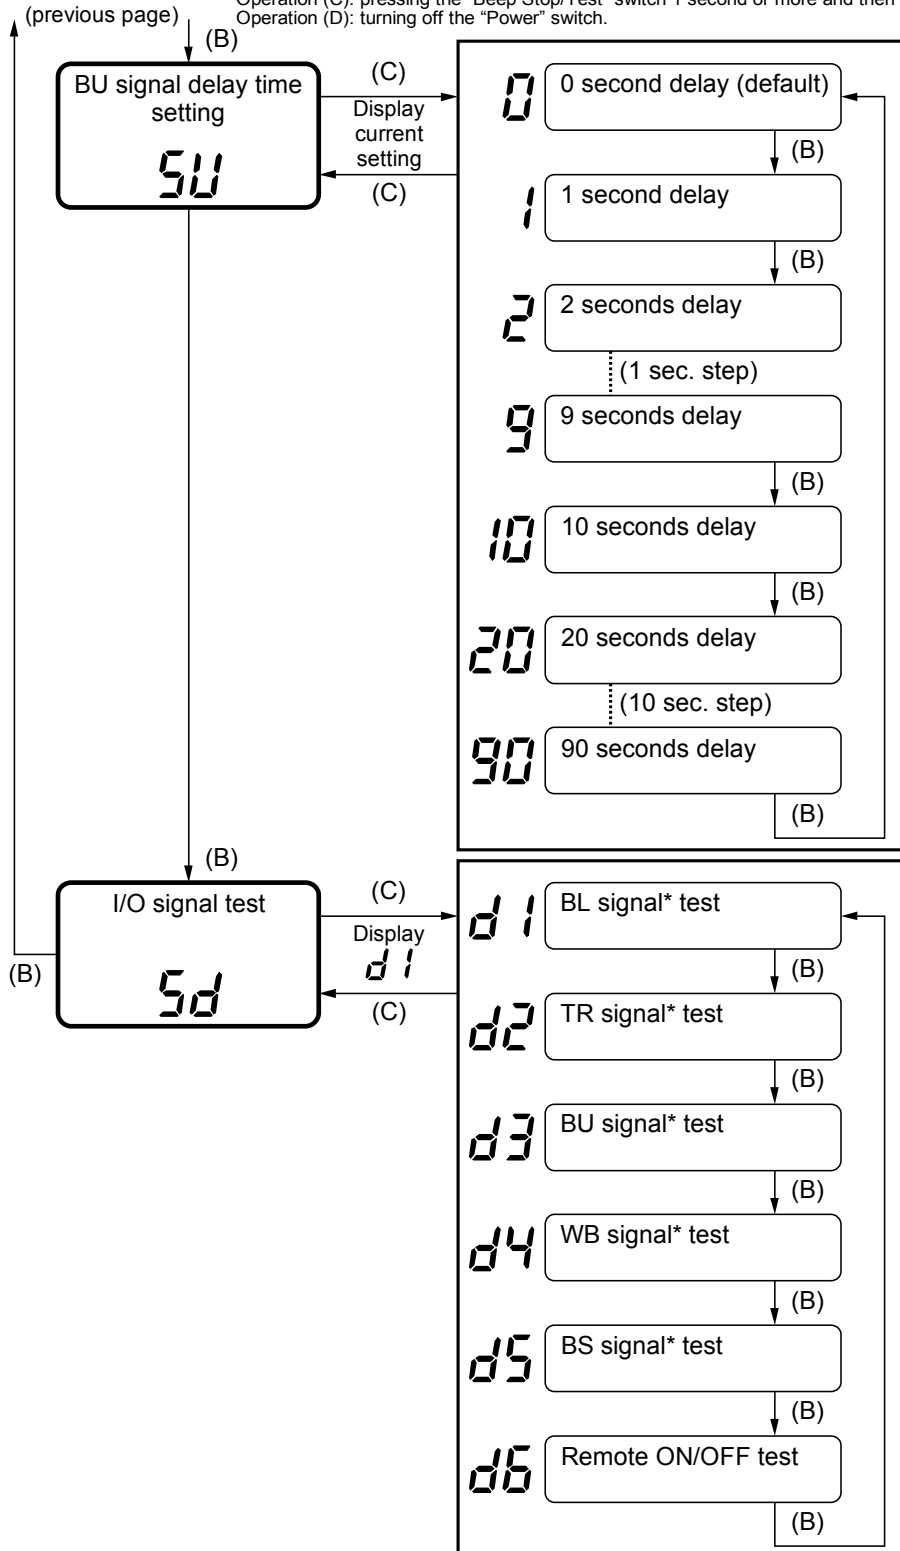 Operation (C): pressing the "Beep Stop/Test" switch 1 second or more and then
(previous page)
Operation (D): turning off the “Power” switch.
(B)
BU signal delay time
setting
SU
(C)
Display
current
setting
(C)
0
0 second delay (default)
(B)
1
1 second delay
(B)
2
2 seconds delay
(1 sec. step)
9
9 seconds delay
(B)
10
10 seconds delay
(B)
20
20 seconds delay
(10 sec. step)
90
90 seconds delay
(B)
(B)
I/O signal test
Sd
(B)
(C)
Display
d1
(C)
d1
BL signal* test
(B)
d2
TR signal* test
(B)
d3
BU signal* test
(B)
d4
WB signal* test
(B)
d5
BS signal* test
(B)
d6
Remote ON/OFF test
(B)